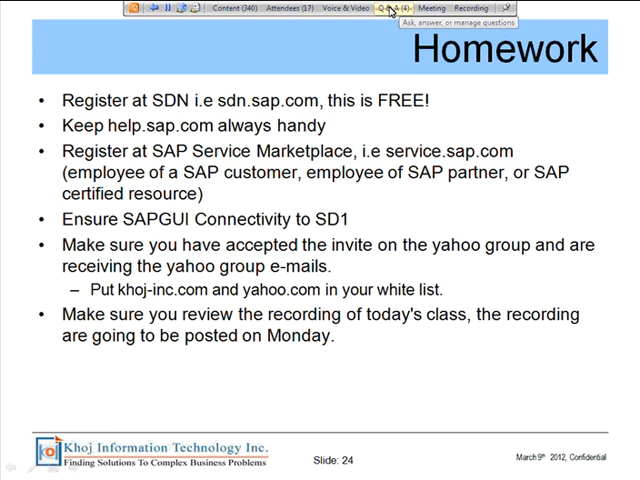 Content (340) Attendees (17) Voice & Video Q & A (4) Meeting Recording
Ask, answer, or manage questions
Homework
• Register at SDN i.e sdn.sap.com, this is FREE!
• Keep help.sap.com always handy
• Register at SAP Service Marketplace, i.e service.sap.com
(employee of a SAP customer, employee of SAP partner, or SAP
certified resource)
• Ensure SAPGUI Connectivity to SD1
• Make sure you have accepted the invite on the yahoo group and are
receiving the yahoo group e-mails.
– Put khoj-inc.com and yahoo.com in your white list.
• Make sure you review the recording of today's class, the recording
are going to be posted on Monday.
Khoj Information Technology Inc.
Finding Solutions To Complex Business Problems
Slide: 24
March 9th 2012, Confidential